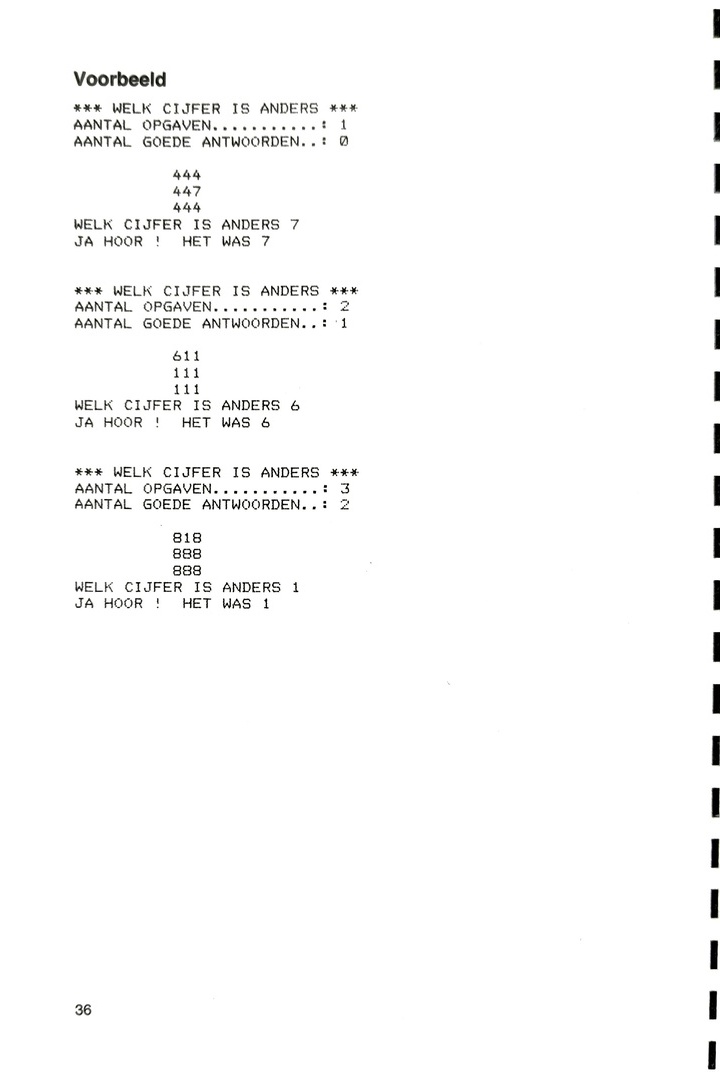 Voorbeeld
*** WELK CIJFER IS ANDERS ***
AANTAL OPGAVEN...........: 1
AANTAL GOEDE ANTWOORDEN..: 0
444
447
444
WELK CIJFER IS ANDERS 7
JA HOOR !  HET WAS 7
*** WELK CIJFER IS ANDERS ***
AANTAL OPGAVEN...........: 2
AANTAL GOEDE ANTWOORDEN..: 1
611
111
111
WELK CIJFER IS ANDERS 6
JA HOOR !  HET WAS 6
*** WELK CIJFER IS ANDERS ***
AANTAL OPGAVEN...........: 3
AANTAL GOEDE ANTWOORDEN..: 2
818
888
888
WELK CIJFER IS ANDERS 1
JA HOOR !  HET WAS 1
36